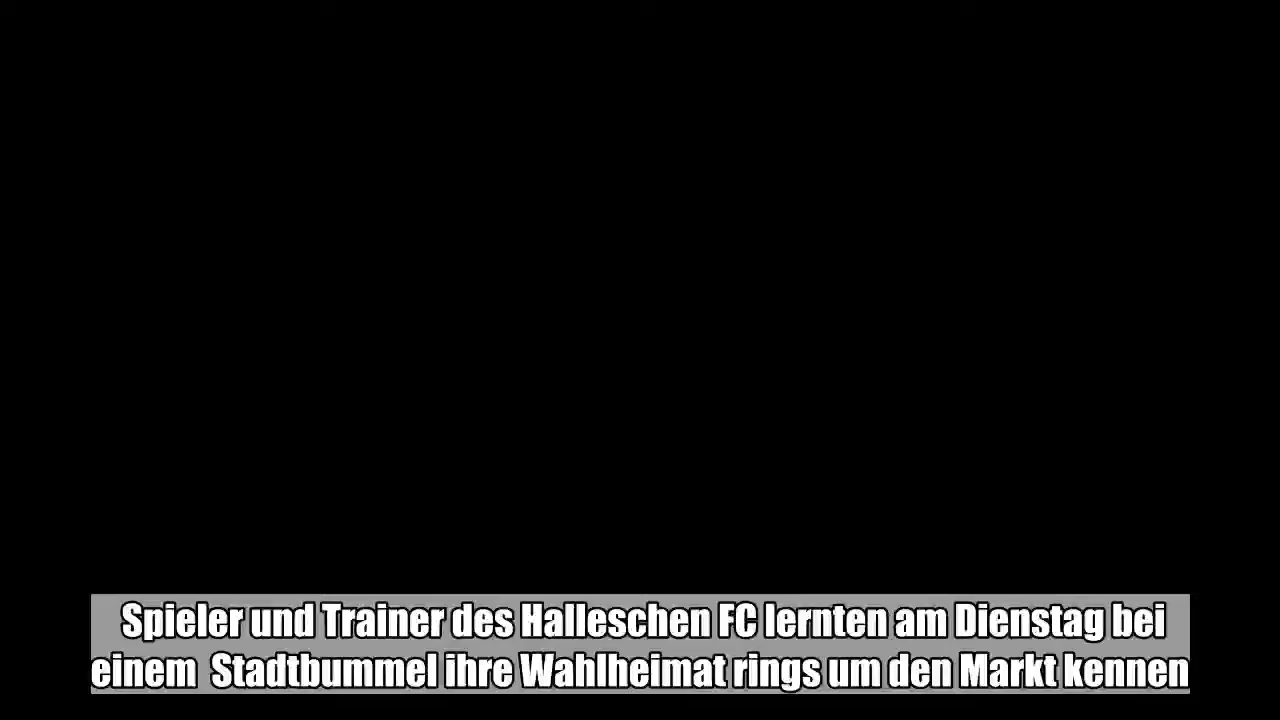 Spieler und Trainer des Halleschen FC lernten am Dienstag bei
einem  Stadtbummel ihre Wahlheimat rings um den Markt kennen